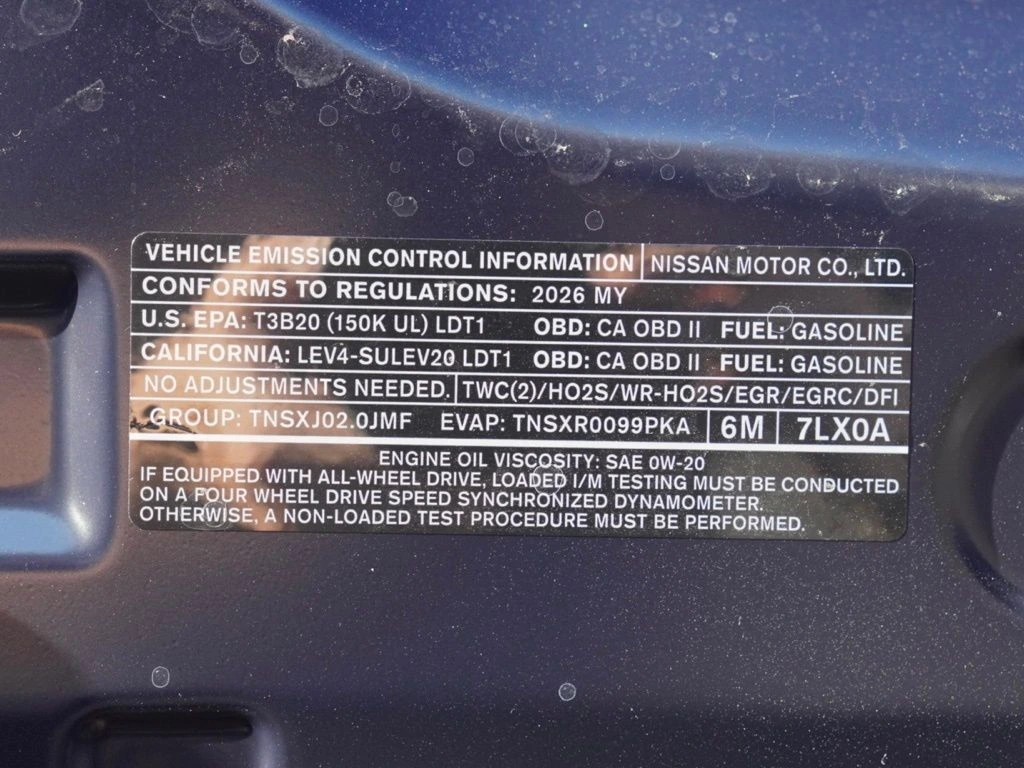 VEHICLE EMISSION CONTROL INFORMATION NISSAN MOTOR CO., LTD.
CONFORMS TO REGULATIONS: 2026 MY
U.S. EPA: T3B20 (150K UL) LDT1 OBD: CA OBD II FUEL: GASOLINE
CALIFORNIA: LEV4-SULEV20 LDT1 OBD: CA OBD II FUEL: GASOLINE
NO ADJUSTMENTS NEEDED. TWC(2)/HO2S/WR-HO2S/EGR/EGRC/DFI
GROUP: TNSXJ02.0JMF EVAP: TNSXR0099PKA 6M 7LX0A
ENGINE OIL VISCOSITY: SAE 0W-20
IF EQUIPPED WITH ALL-WHEEL DRIVE, LOADED I/M TESTING MUST BE CONDUCTED
ON A FOUR WHEEL DRIVE SPEED SYNCHRONIZED DYNAMOMETER.
OTHERWISE, A NON-LOADED TEST PROCEDURE MUST BE PERFORMED.